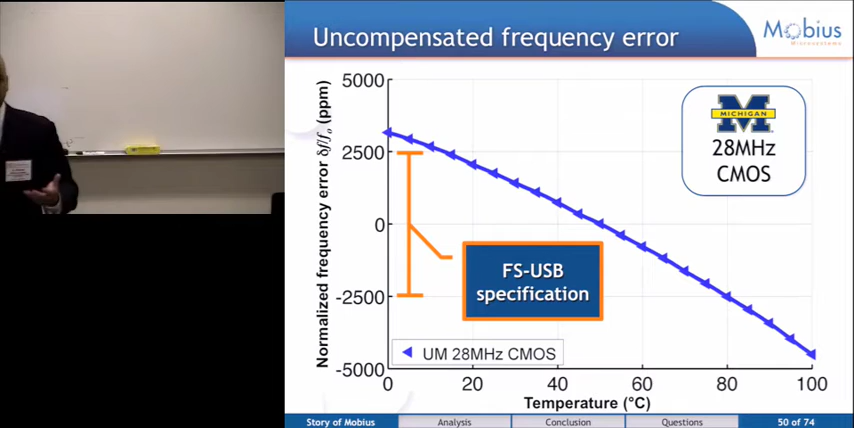 Uncompensated frequency error
Mobius
Microsystems
Normalized frequency error δf/fo (ppm)
5000
2500
0
-2500
-5000
MICHIGAN
28MHz
CMOS
FS-USB
specification
UM 28MHz CMOS
0 20 40 60 80 100
Temperature (°C)
Story of Mobius Analysis Conclusion Questions 50 of 74